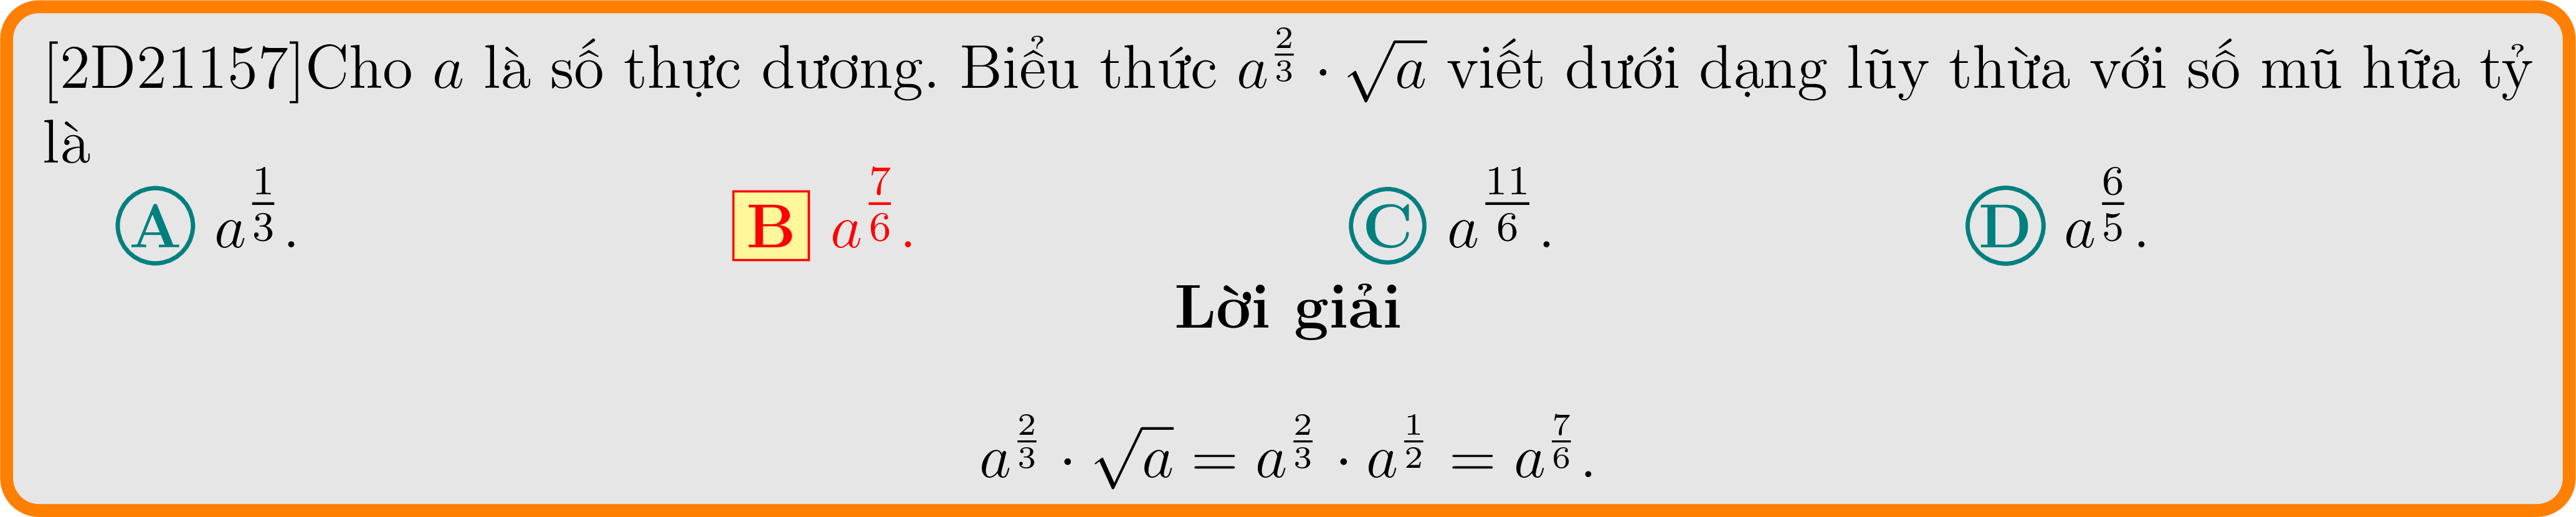 [2D21157]Cho a là số thực dương. Biểu thức $a^{\frac{2}{3}} \cdot \sqrt{a}$ viết dưới dạng lũy thừa với số mũ hữa tỷ
là
A $a^{\frac{1}{3}}$. B $a^{\frac{7}{6}}$. C $a^{\frac{11}{6}}$. D $a^{\frac{6}{5}}$.
Lời giải
$a^{\frac{2}{3}} \cdot \sqrt{a} = a^{\frac{2}{3}} \cdot a^{\frac{1}{2}} = a^{\frac{7}{6}}$.